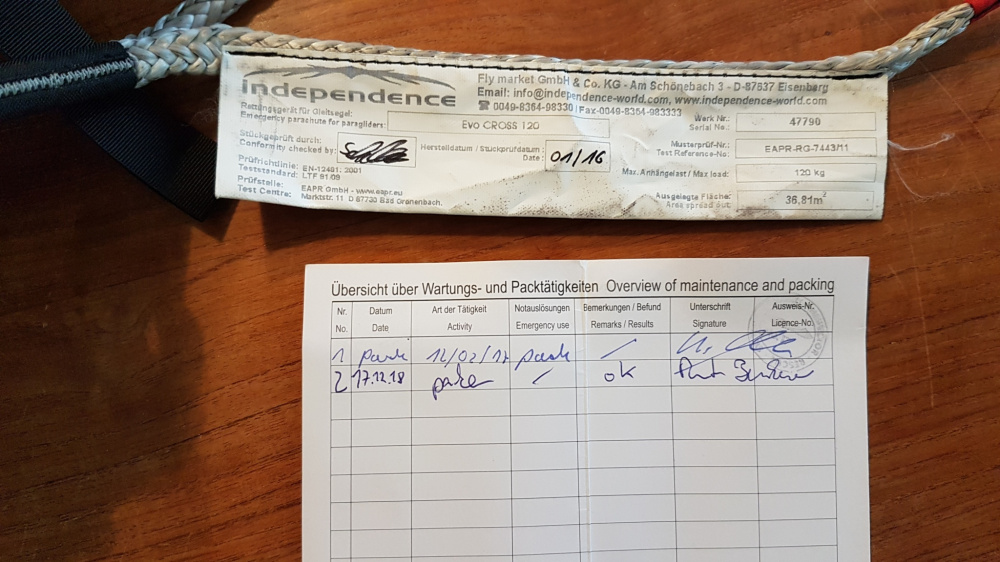 independence
Fly market GmbH & Co. KG - Am Schönebach 3 - D-87637 Eisenberg
Email: info@independence-world.com, www.independence-world.com
☎ 0049-8364-98330 | Fax-0049-8364-983333
Rettungsgerät für Gleitsegel:
Emergency parachute for paragliders:
Evo CROSS 120
Werk Nr.:
Serial No.:
47790
Stückgeprüft durch:
Conformity checked by:
Herstelldatum / Stückprüfdatum:
Date:
01/16
Musterprüf-Nr.:
Test Reference-No:
EAPR-RG-7443/11
Prüfrichtlinie: EN-12491: 2001
Teststandard: LTF 91/09
Max. Anhängelast / Max load:
120 kg
Prüfstelle: EAPR GmbH - www.eapr.eu
Test Centre: Marktstr. 11 D 87730 Bad Grönenbach.
Ausgelegte Fläche:
Area spread out:
36,81m²
Übersicht über Wartungs- und Packtätigkeiten Overview of maintenance and packing
Nr. Datum Art der Tätigkeit Notauslösungen Bemerkungen / Befund Unterschrift Ausweis-Nr.
No. Date Activity Emergency use Remarks / Results Signature Licence-No.
1 pack 12/02/17 pack /
2 17.12.18 / ok